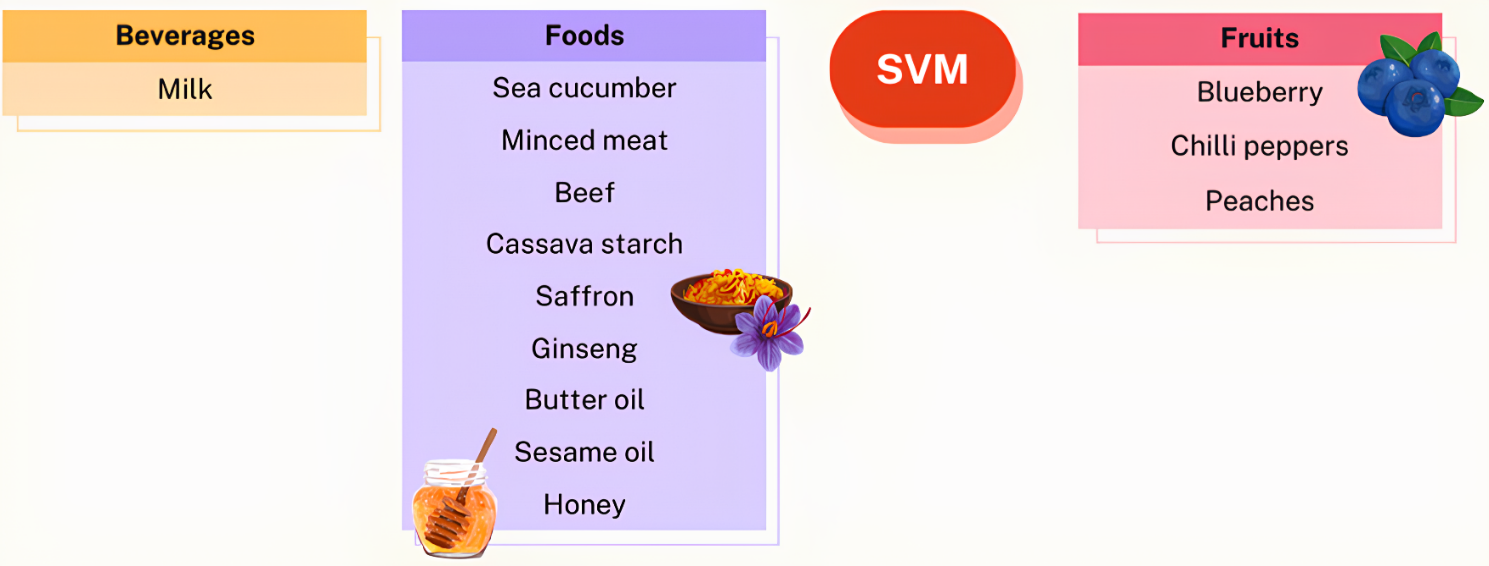 Beverages
Milk
Foods
Sea cucumber
Minced meat
Beef
Cassava starch
Saffron
Ginseng
Butter oil
Sesame oil
Honey
SVM
Fruits
Blueberry
Chilli peppers
Peaches